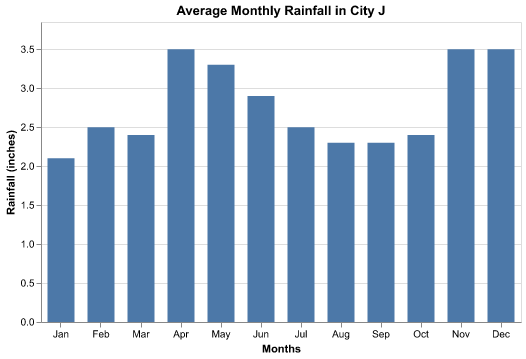 Average Monthly Rainfall in City J
Rainfall (inches)
3.5
3.0
2.5
2.0
1.5
1.0
0.5
0.0
Jan Feb Mar Apr May Jun Jul Aug Sep Oct Nov Dec
Months